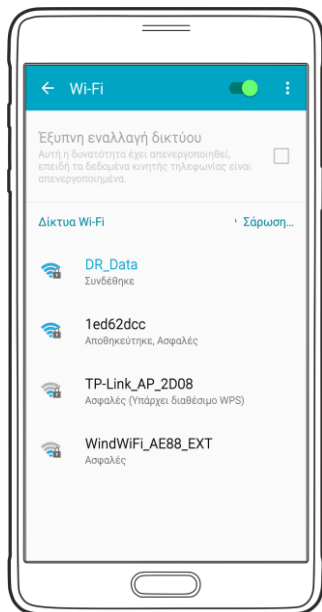 Wi-Fi
Έξυπνη εναλλαγή δικτύου
Αυτή η δυνατότητα έχει απενεργοποιηθεί,
επειδή τα δεδομένα κινητής τηλεφωνίας είναι
απενεργοποιημένα.
Δίκτυα Wi-Fi Σάρωση...
DR_Data
Συνδέθηκε
1ed62dcc
Αποθηκεύτηκε, Ασφαλές
TP-Link_AP_2D08
Ασφαλές (Υπάρχει διαθέσιμο WPS)
WindWiFi_AE88_EXT
Ασφαλές